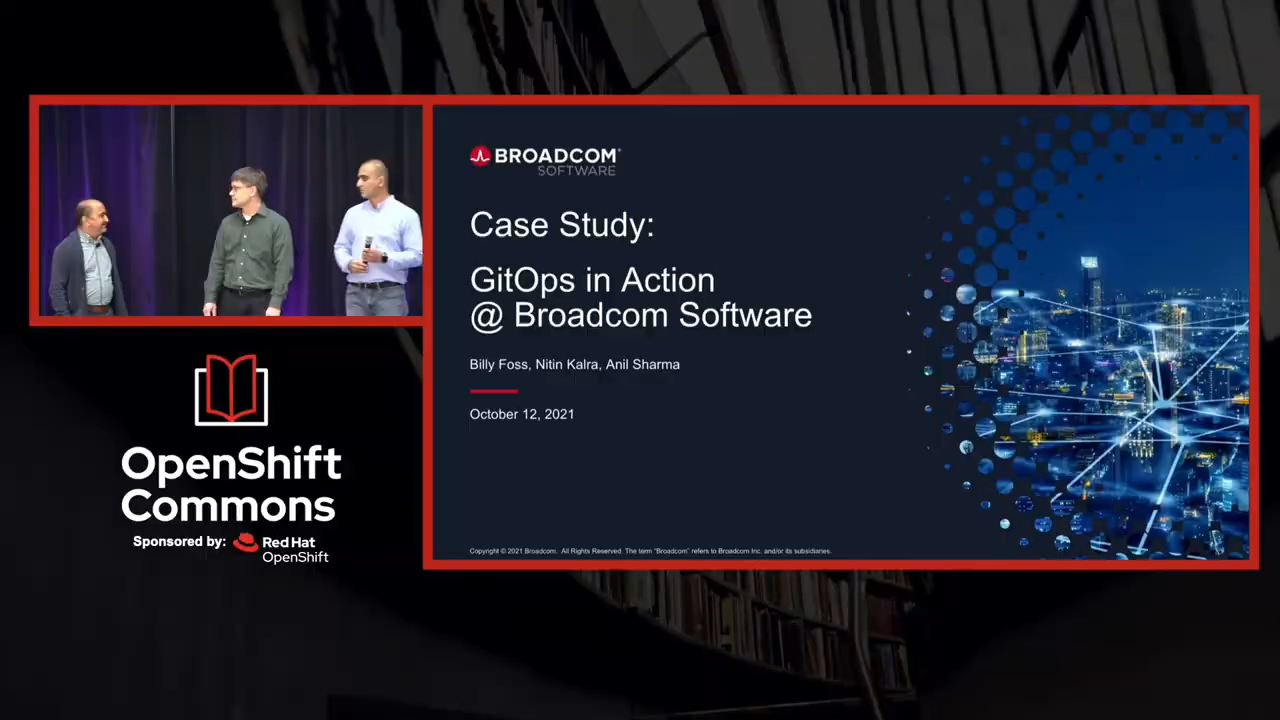 BROADCOM®
SOFTWARE
Case Study:
GitOps in Action
@ Broadcom Software
Billy Foss, Nitin Kalra, Anil Sharma
October 12, 2021
Copyright © 2021 Broadcom. All Rights Reserved. The term “Broadcom” refers to Broadcom Inc. and/or its subsidiaries.
OpenShift
Commons
Sponsored by:
Red Hat
OpenShift